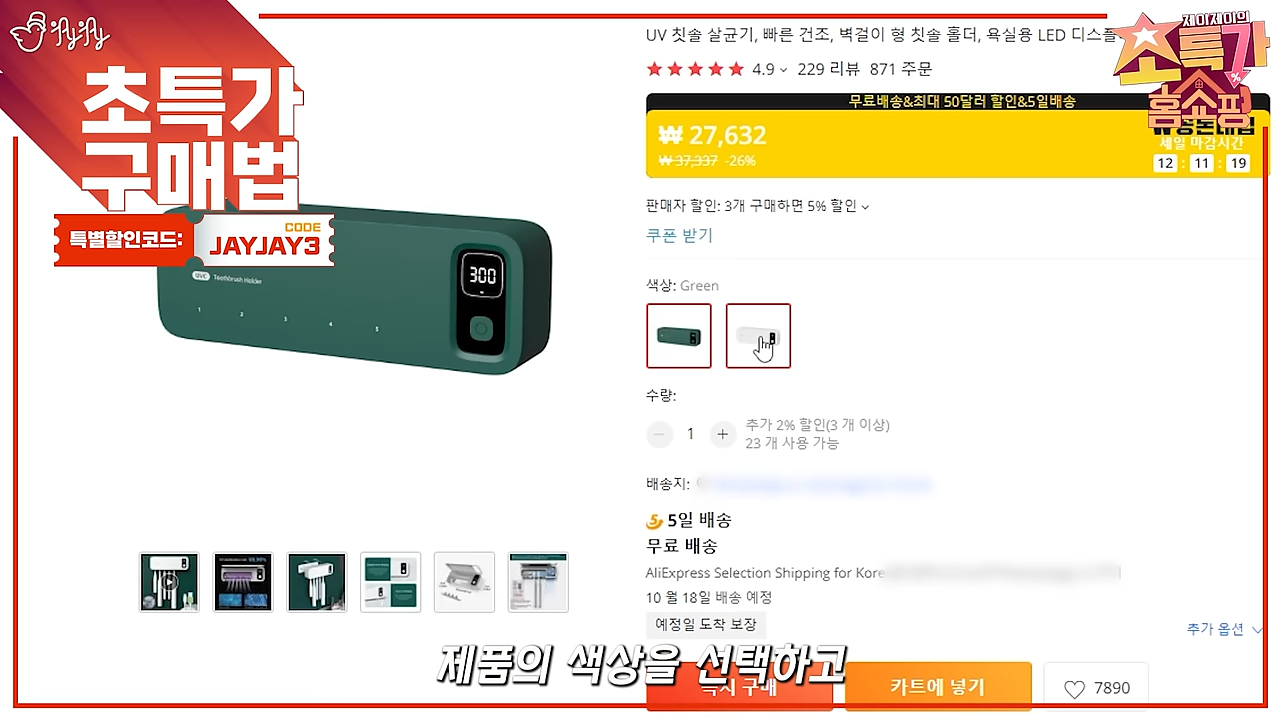 제이제이의
초특가
홈쇼핑
초특가
구매법
특별할인코드:
CODE
JAYJAY3
UVC Teethbrush Holder
1 2 3 4 5
300
UV 칫솔 살균기, 빠른 건조, 벽걸이 형 칫솔 홀더, 욕실용 LED 디스플
4.9 229 리뷰 871 주문
무료배송&최대 50달러 할인&5일배송
₩ 27,632
₩ 37,337 -26%
세일 마감시간
12 : 11 : 19
판매자 할인: 3개 구매하면 5% 할인
쿠폰 받기
색상: Green
수량:
− 1 +
추가 2% 할인(3 개 이상)
23 개 사용 가능
배송지:
5일 배송
무료 배송
AliExpress Selection Shipping for Kore
10 월 18일 배송 예정
예정일 도착 보장
추가 옵션
즉시 구매
카트에 넣기
7890
제품의 색상을 선택하고